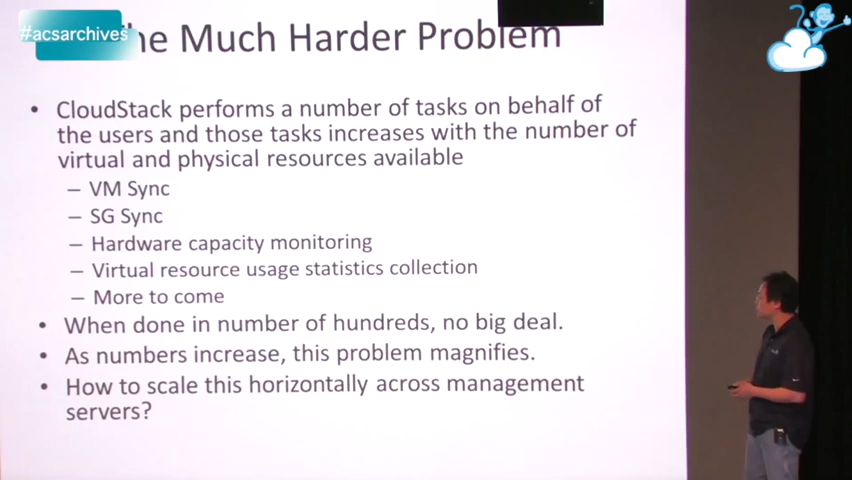 #acsarchives
he Much Harder Problem
• CloudStack performs a number of tasks on behalf of
the users and those tasks increases with the number of
virtual and physical resources available
– VM Sync
– SG Sync
– Hardware capacity monitoring
– Virtual resource usage statistics collection
– More to come
• When done in number of hundreds, no big deal.
• As numbers increase, this problem magnifies.
• How to scale this horizontally across management
servers?